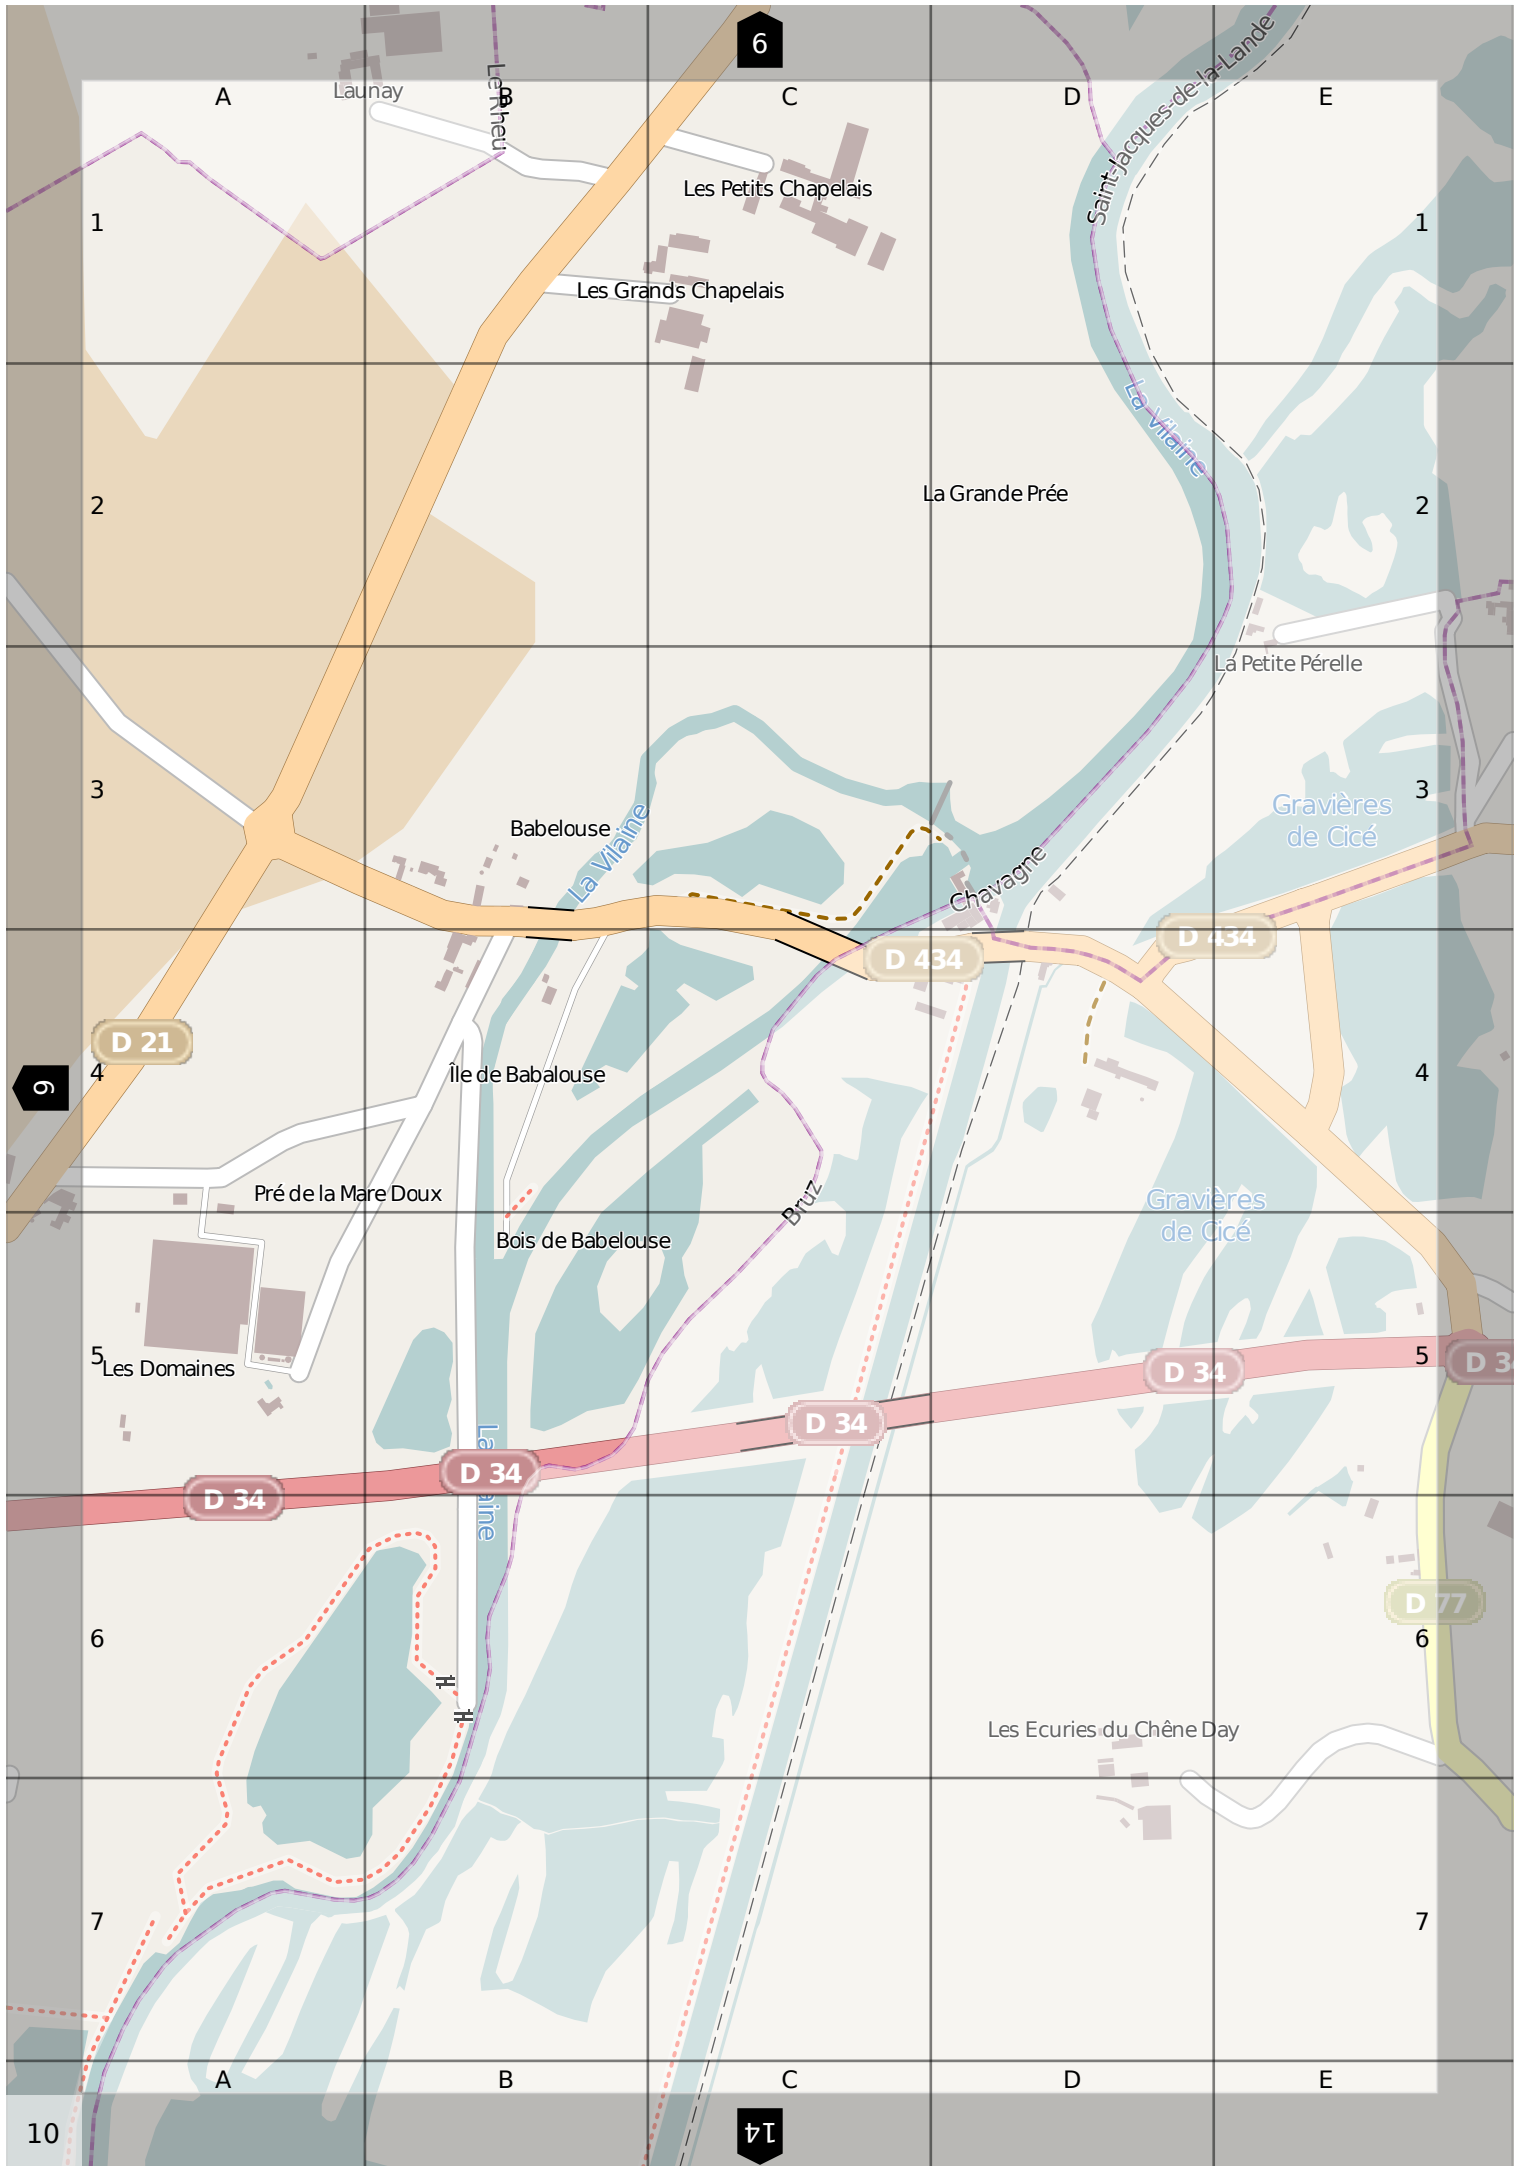 9
Launay
A
B
C
D
E
Le Rheu
Saint-Jacques-de-la-Lande
Les Petits Chapelais
1
1
Les Grands Chapelais
La Vilaine
La Grande Prée
2
2
La Petite Pérelle
3
3
Gravières
de Cicé
Babelouse
La Vilaine
Chavagne
D 434
D 434
D 21
4
4
9
Île de Babalouse
Pré de la Mare Doux
Bruz
Gravières
de Cicé
Bois de Babelouse
5
5
Les Domaines
D 34
D 34
D 34
D 34
D 34
La
aine
D 77
6
6
Les Ecuries du Chêne Day
7
7
A
B
C
D
E
10
14